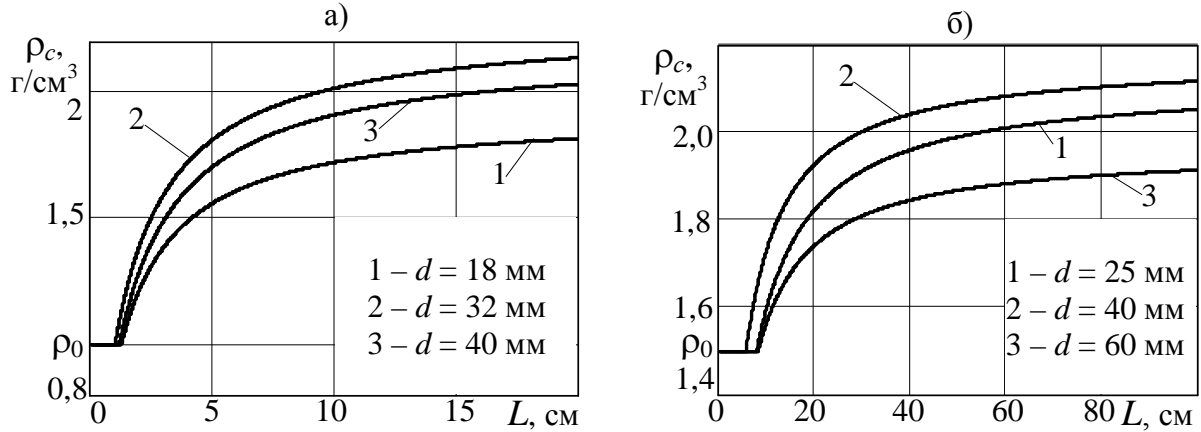 а)
ρc,
г/см³
2
1,5
ρ0
0,8
0
5
10
15
L, см
2
3
1
1 – d = 18 мм
2 – d = 32 мм
3 – d = 40 мм
б)
ρc,
г/см³
2,0
1,8
1,6
ρ0
1,4
0
20
40
60
80
L, см
2
1
3
1 – d = 25 мм
2 – d = 40 мм
3 – d = 60 мм